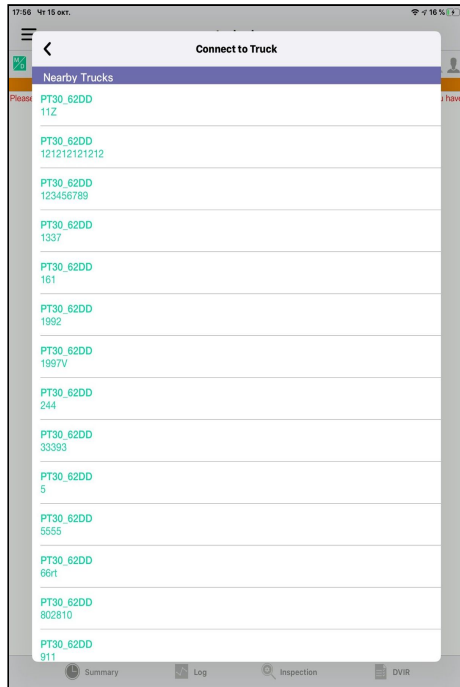 17:56 Чт 15 окт.
16 %
Connect to Truck
M/D
Nearby Trucks
Please
u have
PT30_62DD
11Z
PT30_62DD
121212121212
PT30_62DD
123456789
PT30_62DD
1337
PT30_62DD
161
PT30_62DD
1992
PT30_62DD
1997V
PT30_62DD
244
PT30_62DD
33393
PT30_62DD
5
PT30_62DD
5555
PT30_62DD
66rt
PT30_62DD
802810
PT30_62DD
911
Summary
Log
Inspection
DVIR